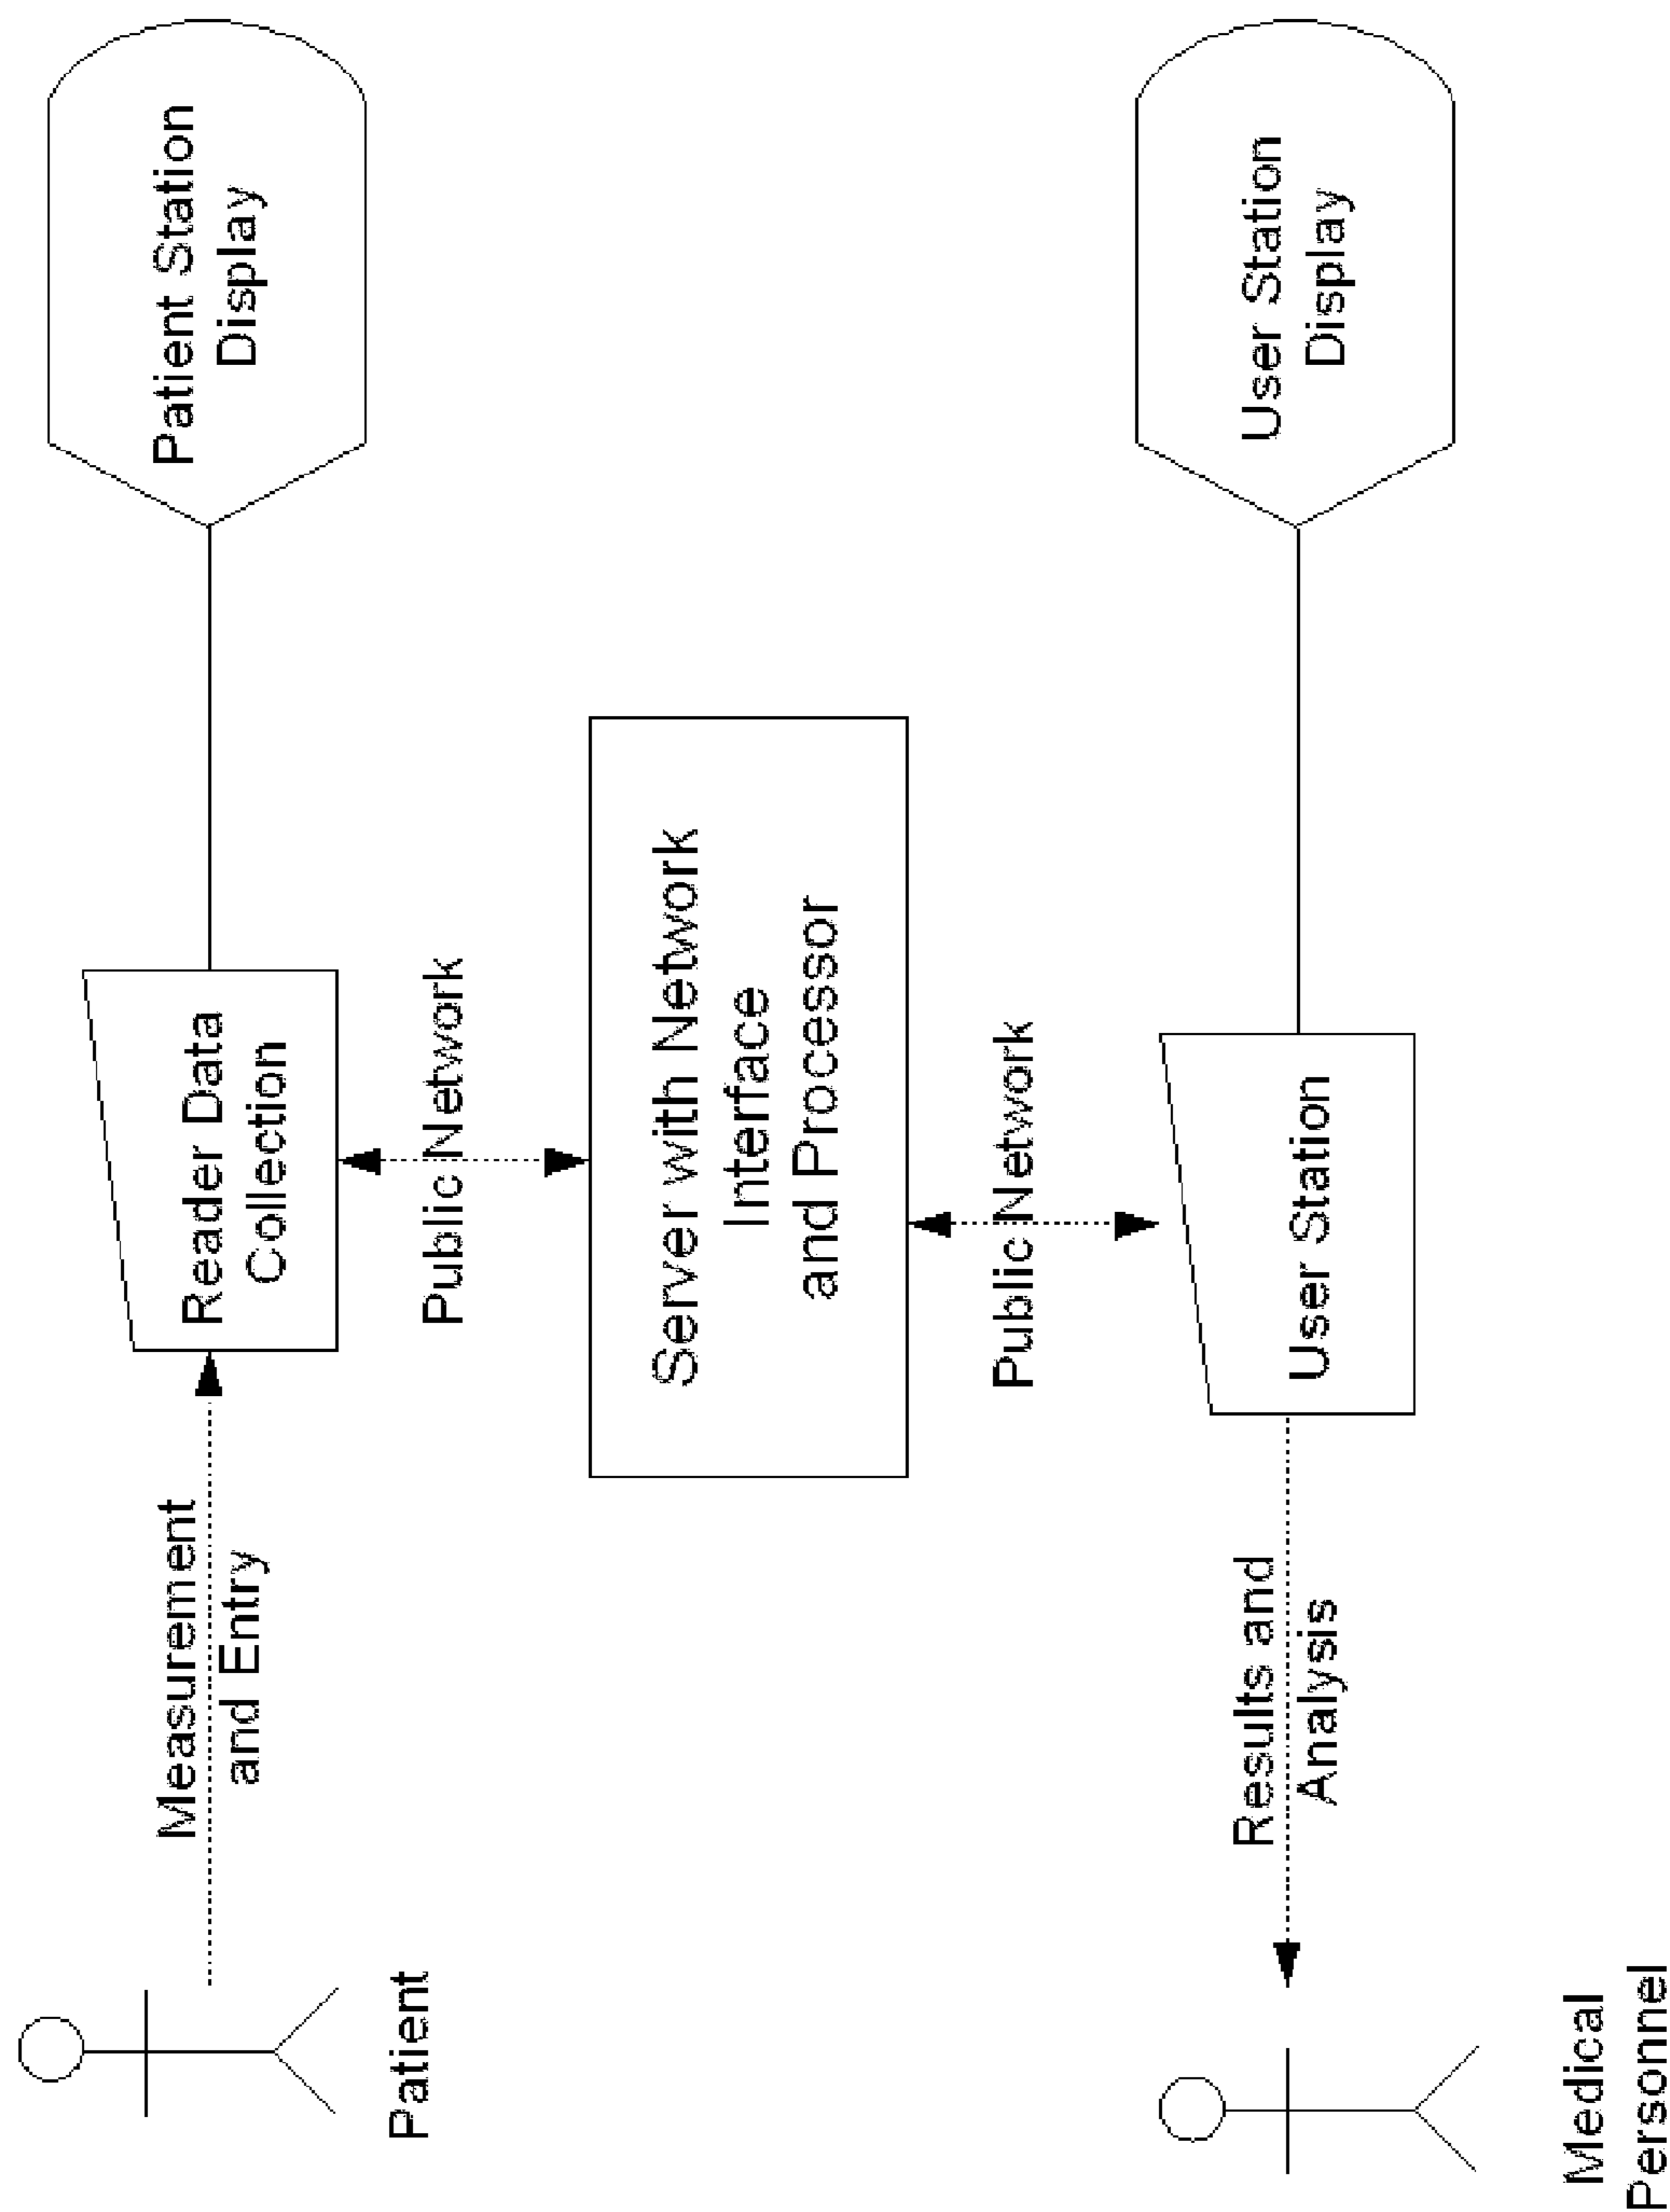 Patient
Measurement
and Entry
Reader Data
Collection
Patient Station
Display
Public Network
Server with Network
Interface
and Processor
Public Network
Medical
Personnel
Results and
Analysis
User Station
User Station
Display